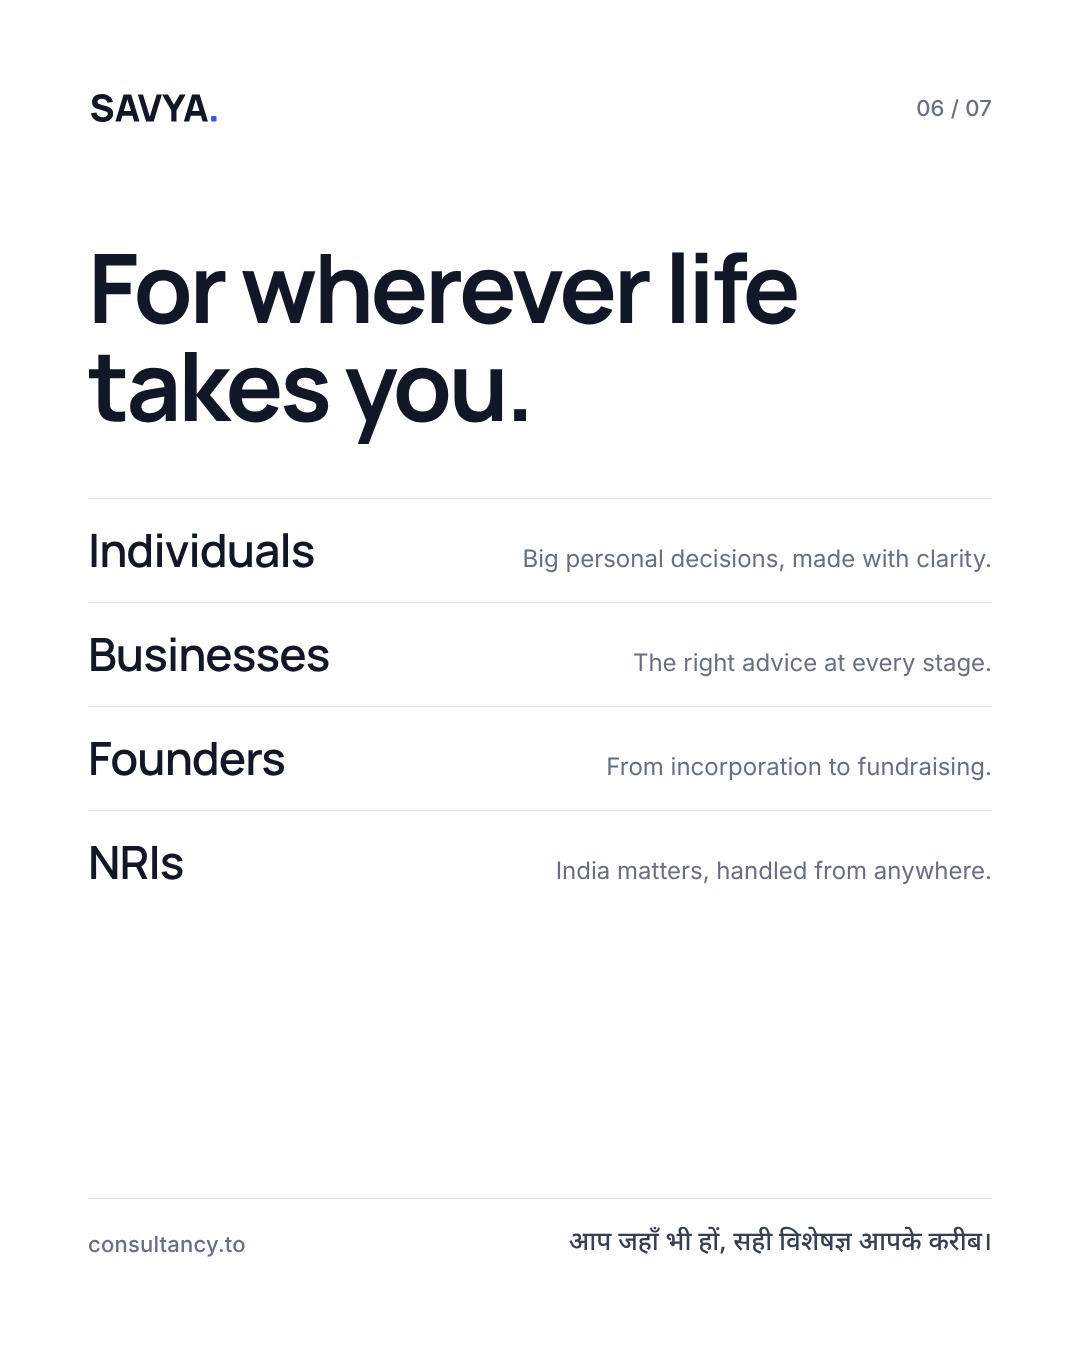 SAVYA.
06 / 07
For wherever life
takes you.
Individuals
Big personal decisions, made with clarity.
Businesses
The right advice at every stage.
Founders
From incorporation to fundraising.
NRIs
India matters, handled from anywhere.
consultancy.to
आप जहाँ भी हों, सही विशेषज्ञ आपके करीब।